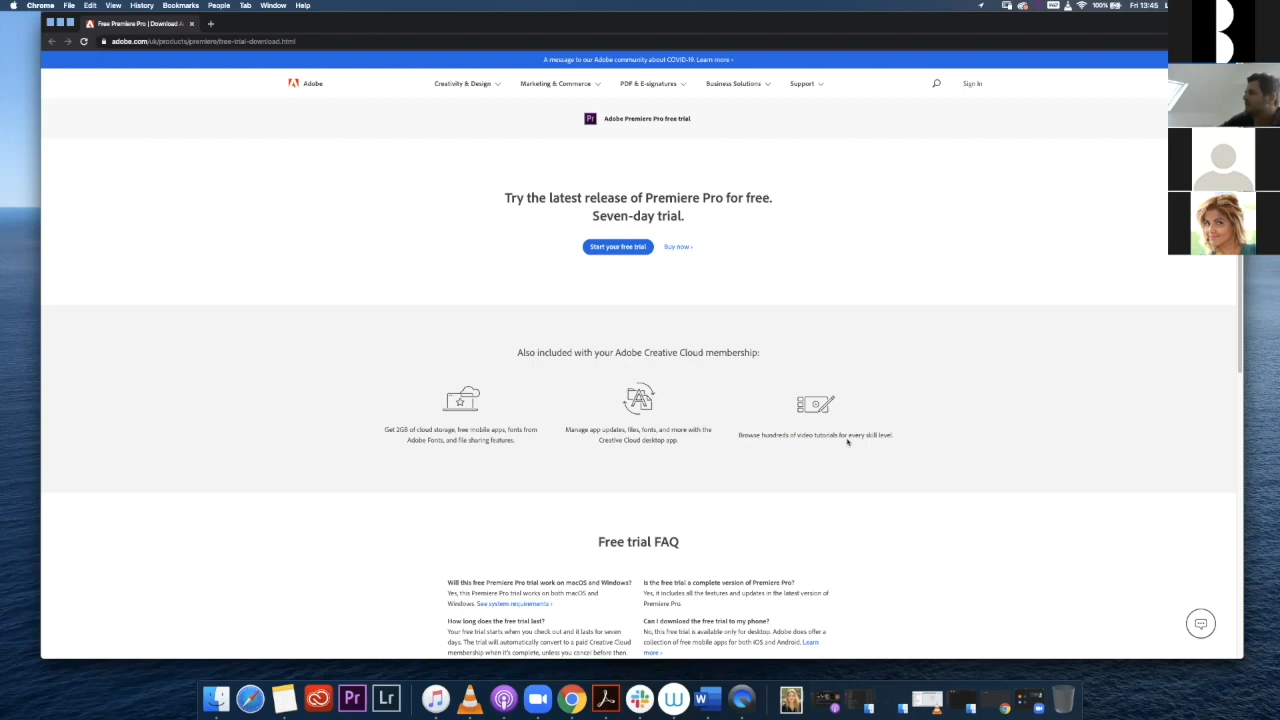 Chrome File Edit View History Bookmarks People Tab Window Help
100% Fri 13:45
Free Premiere Pro | Download A
adobe.com/uk/products/premiere/free-trial-download.html
A message to our Adobe community about COVID-19. Learn more ›
Adobe Creativity & Design Marketing & Commerce PDF & E-signatures Business Solutions Support Sign In
Pr Adobe Premiere Pro free trial
Try the latest release of Premiere Pro for free.
Seven-day trial.
Start your free trial Buy now ›
Also included with your Adobe Creative Cloud membership:
Get 2GB of cloud storage, free mobile apps, fonts from
Adobe Fonts, and file sharing features.
Manage app updates, files, fonts, and more with the
Creative Cloud desktop app.
Browse hundreds of video tutorials for every skill level.
Free trial FAQ
Will this free Premiere Pro trial work on macOS and Windows?
Yes, this Premiere Pro trial works on both macOS and
Windows. See system requirements ›
How long does the free trial last?
Your free trial starts when you check out and it lasts for seven
days. The trial will automatically convert to a paid Creative Cloud
membership when it's complete, unless you cancel before then.
Is the free trial a complete version of Premiere Pro?
Yes, it includes all the features and updates in the latest version of
Premiere Pro.
Can I download the free trial to my phone?
No, this free trial is available only for desktop. Adobe does offer a
collection of free mobile apps for both iOS and Android. Learn
more ›
Pr Lr W W